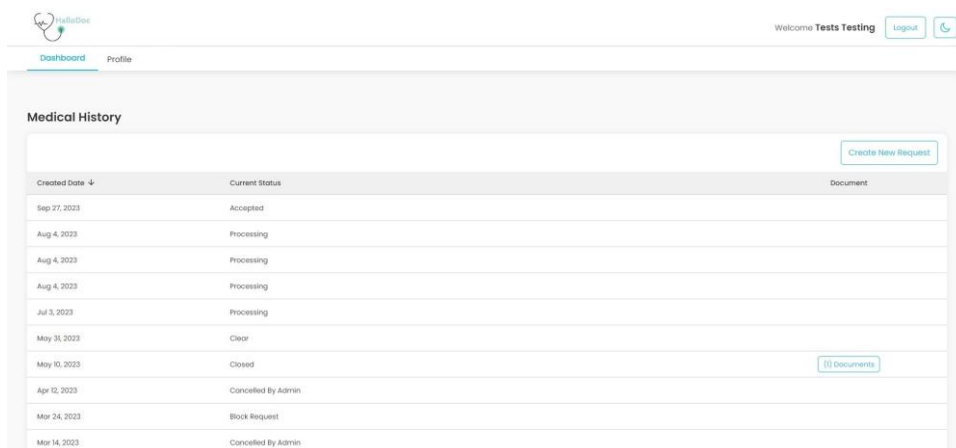 HalloDoc
Welcome Tests Testing Logout
Dashboard Profile
Medical History
Create New Request
Created Date ↓ Current Status Document
Sep 27, 2023 Accepted
Aug 4, 2023 Processing
Aug 4, 2023 Processing
Aug 4, 2023 Processing
Jul 3, 2023 Processing
May 31, 2023 Clear
May 10, 2023 Closed (1) Documents
Apr 12, 2023 Cancelled By Admin
Mar 24, 2023 Block Request
Mar 14, 2023 Cancelled By Admin